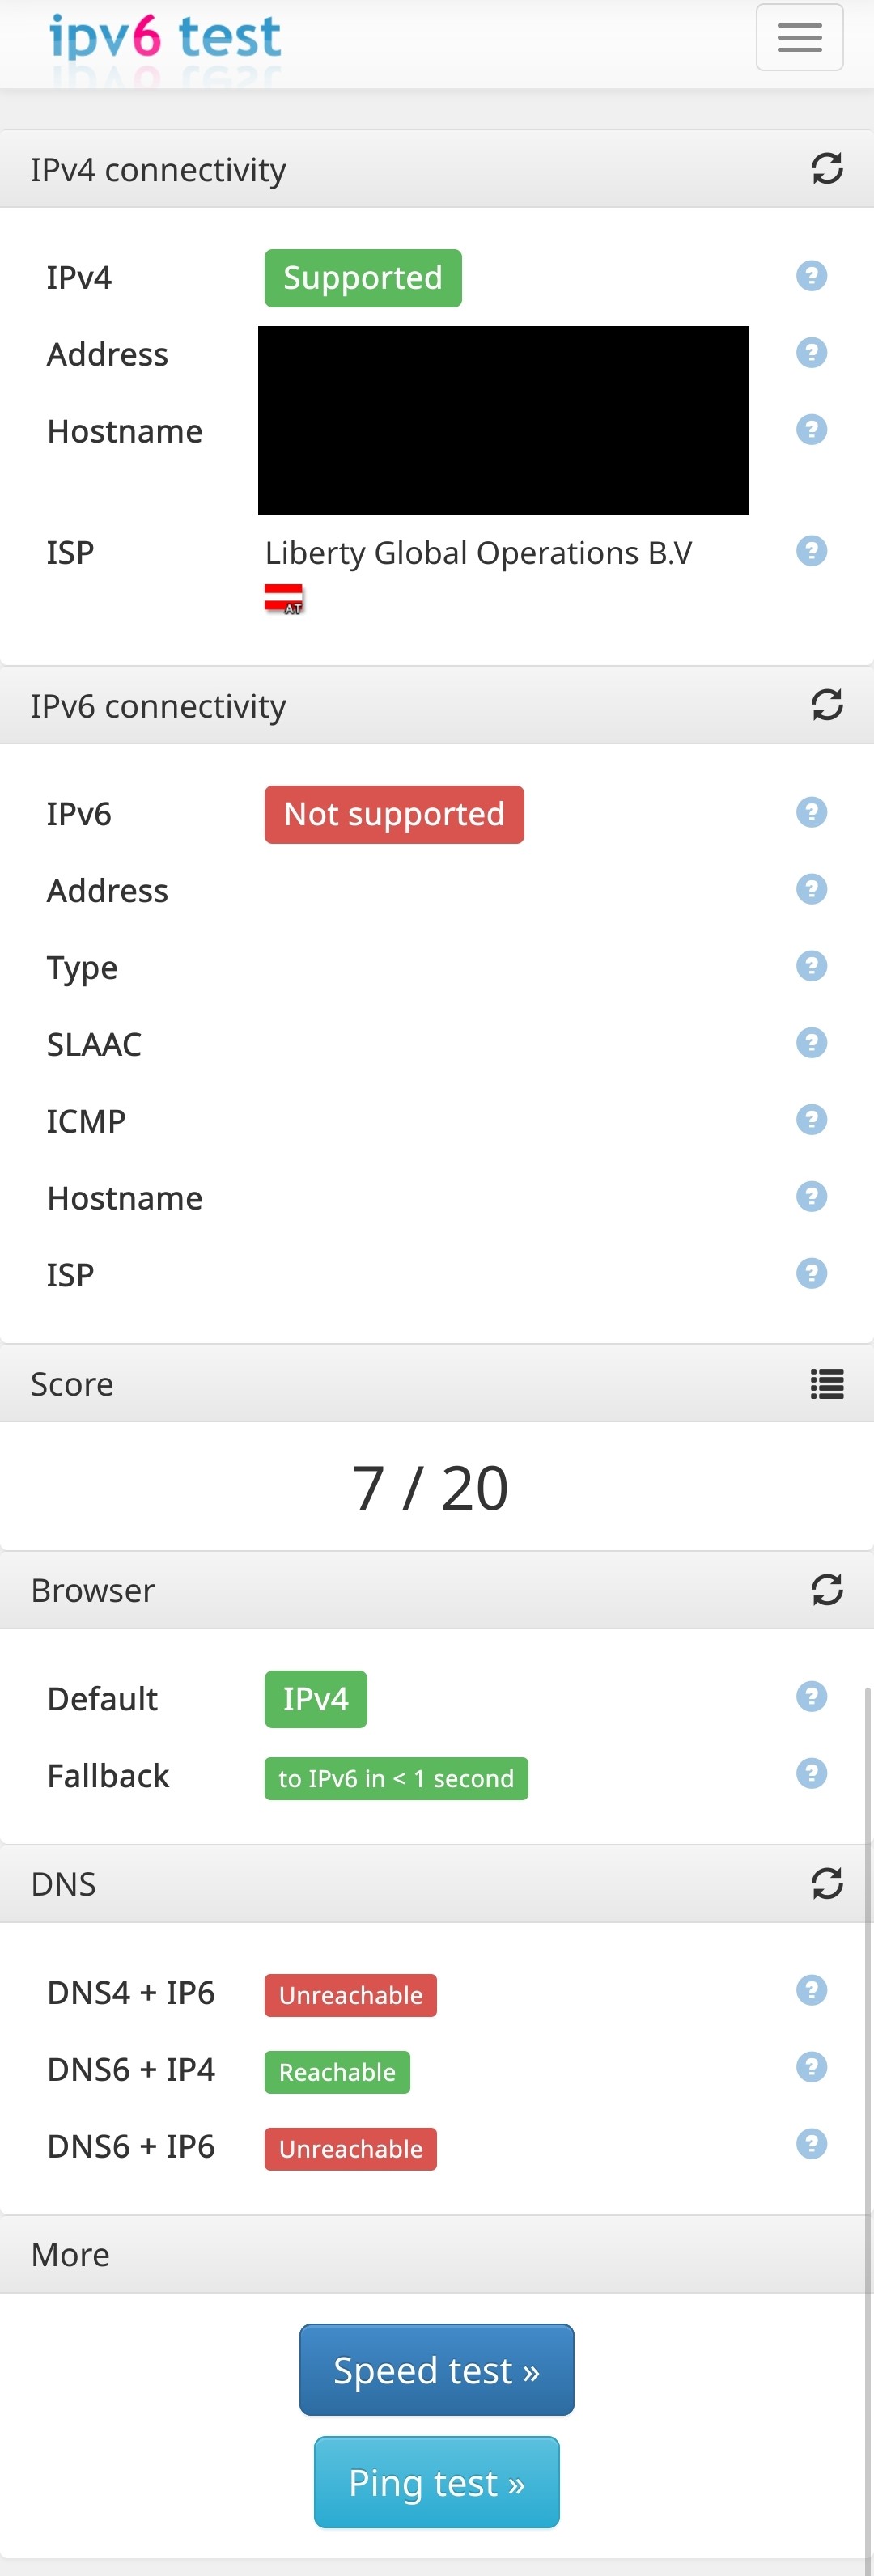 ipv6 test
IPv4 connectivity
IPv4 Supported
Address
Hostname
ISP Liberty Global Operations B.V
AT
IPv6 connectivity
IPv6 Not supported
Address
Type
SLAAC
ICMP
Hostname
ISP
Score
7 / 20
Browser
Default IPv4
Fallback to IPv6 in < 1 second
DNS
DNS4 + IP6 Unreachable
DNS6 + IP4 Reachable
DNS6 + IP6 Unreachable
More
Speed test »
Ping test »